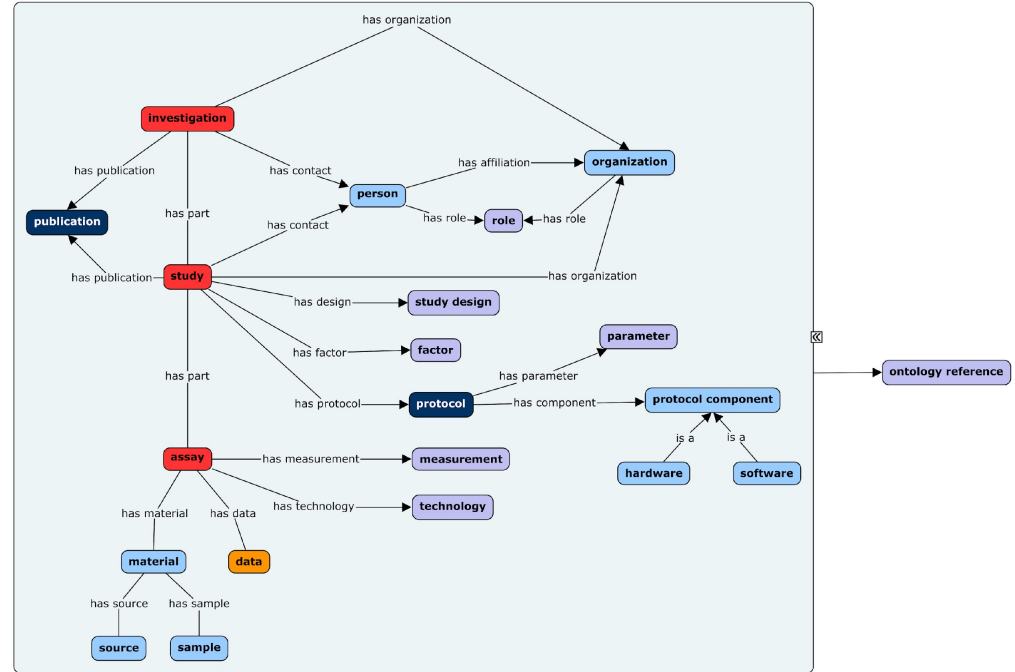 has organization
investigation
has publication
has contact
has affiliation
organization
person
publication
has part
has contact
has role
role
has role
has publication
study
has organization
has design
study design
has factor
factor
parameter
has part
has parameter
ontology reference
has protocol
protocol
has component
protocol component
is a
is a
assay
has measurement
measurement
hardware
software
has material
has data
has technology
technology
material
data
has source
has sample
source
sample